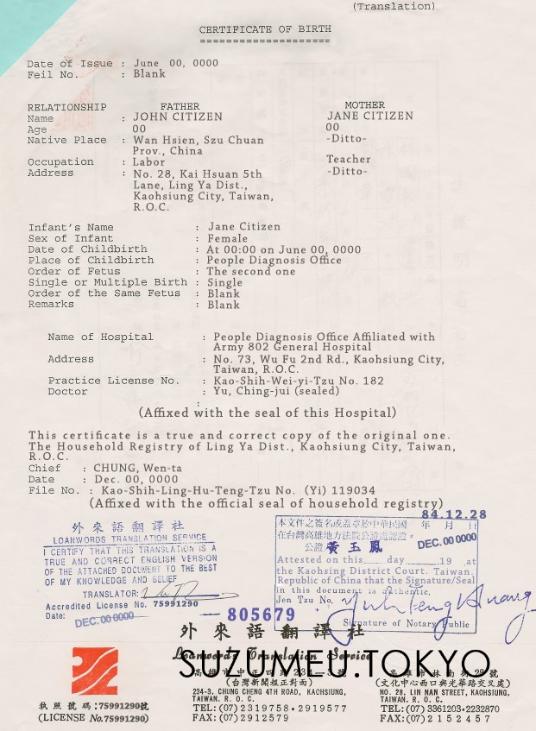 (Translation)
CERTIFICATE OF BIRTH
====================
Date of Issue : June 00, 0000
Feil No. : Blank
RELATIONSHIP FATHER MOTHER
Name : JOHN CITIZEN JANE CITIZEN
Age 00 00
Native Place : Wan Hsien, Szu Chuan -Ditto-
Prov., China
Occupation : Labor Teacher
Address : No. 28, Kai Hsuan 5th -Ditto-
Lane, Ling Ya Dist.,
Kaohsiung City, Taiwan,
R.O.C.
Infant's Name : Jane Citizen
Sex of Infant : Female
Date of Childbirth : At 00:00 on June 00, 0000
Place of Childbirth : People Diagnosis Office
Order of Fetus : The second one
Single or Multiple Birth : Single
Order of the Same Fetus : Blank
Remarks : Blank
Name of Hospital : People Diagnosis Office Affiliated with
Army 802 General Hospital
Address : No. 73, Wu Fu 2nd Rd., Kaohsiung City,
Taiwan, R.O.C.
Practice License No. : Kao-Shih-Wei-yi-Tzu No. 182
Doctor : Yu, Ching-jui (sealed)
:
(Affixed with the seal of this Hospital)
This certificate is a true and correct copy of the original one.
The Household Registry of Ling Ya Dist., Kaohsiung City, Taiwan,
R.O.C.
Chief : CHUNG, Wen-ta
Date : Dec. 00, 0000
File No. : Kao-Shih-Ling-Hu-Teng-Tzu No. (Yi) 119034
(Affixed with the official seal of household registry)
外來語翻譯社
LOANWORDS TRANSLATION SERVICE
I CERTIFY THAT THIS TRANSLATION IS A
TRUE AND CORRECT ENGLISH VERSION
OF THE ATTACHED DOCUMENT TO THE BEST
OF MY KNOWLEDGE AND BELIEF
TRANSLATOR:
Accredited License No. 75991290
Date: DEC. 00 0000
84.12.28
本文件之簽名或蓋章於中華民國 年 月 日
在台灣高雄地方法院公證處認證。
公證 黃玉鳳 DEC. 00 0000
Attested on this day 19 at
the Kaohsing District Court. Taiwan.
Republic of China that the Signature/Seal
in this document is authentic,
Jen Tzu No.
Signature of Notary Public
805679
外來語翻譯社
Loanwords Translation Service
SUZUMEU.TOKYO
(台灣新聞報正對面)
(文化中心西口與光華路交叉處)
234-3, CHUNG CHENG 4TH ROAD, KAOHSIUNG,
TAIWAN. R. O. C.
TEL:(07)2319758・2919577
FAX:(07)2912579
NO. 28, LIN NAN STREET, KAOHSIUNG,
TAIWAN, R. O. C.
TEL:(07)3361203・2232870
FAX:(07)2152457
執照號碼:75991290號
(LICENSE No.75991290)